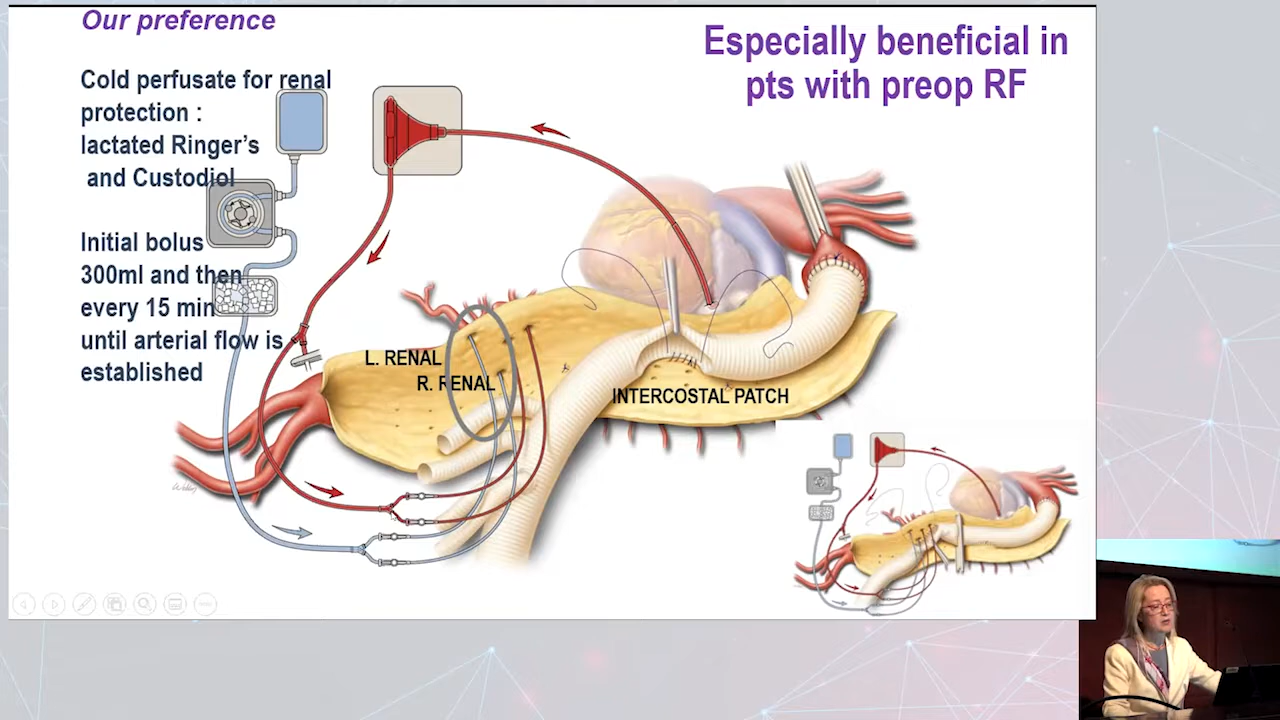 Our preference
Especially beneficial in
pts with preop RF
Cold perfusate for renal
protection :
lactated Ringer's
and Custodiol
Initial bolus
300ml and then
every 15 min
until arterial flow is
established
L. RENAL
R. RENAL
INTERCOSTAL PATCH